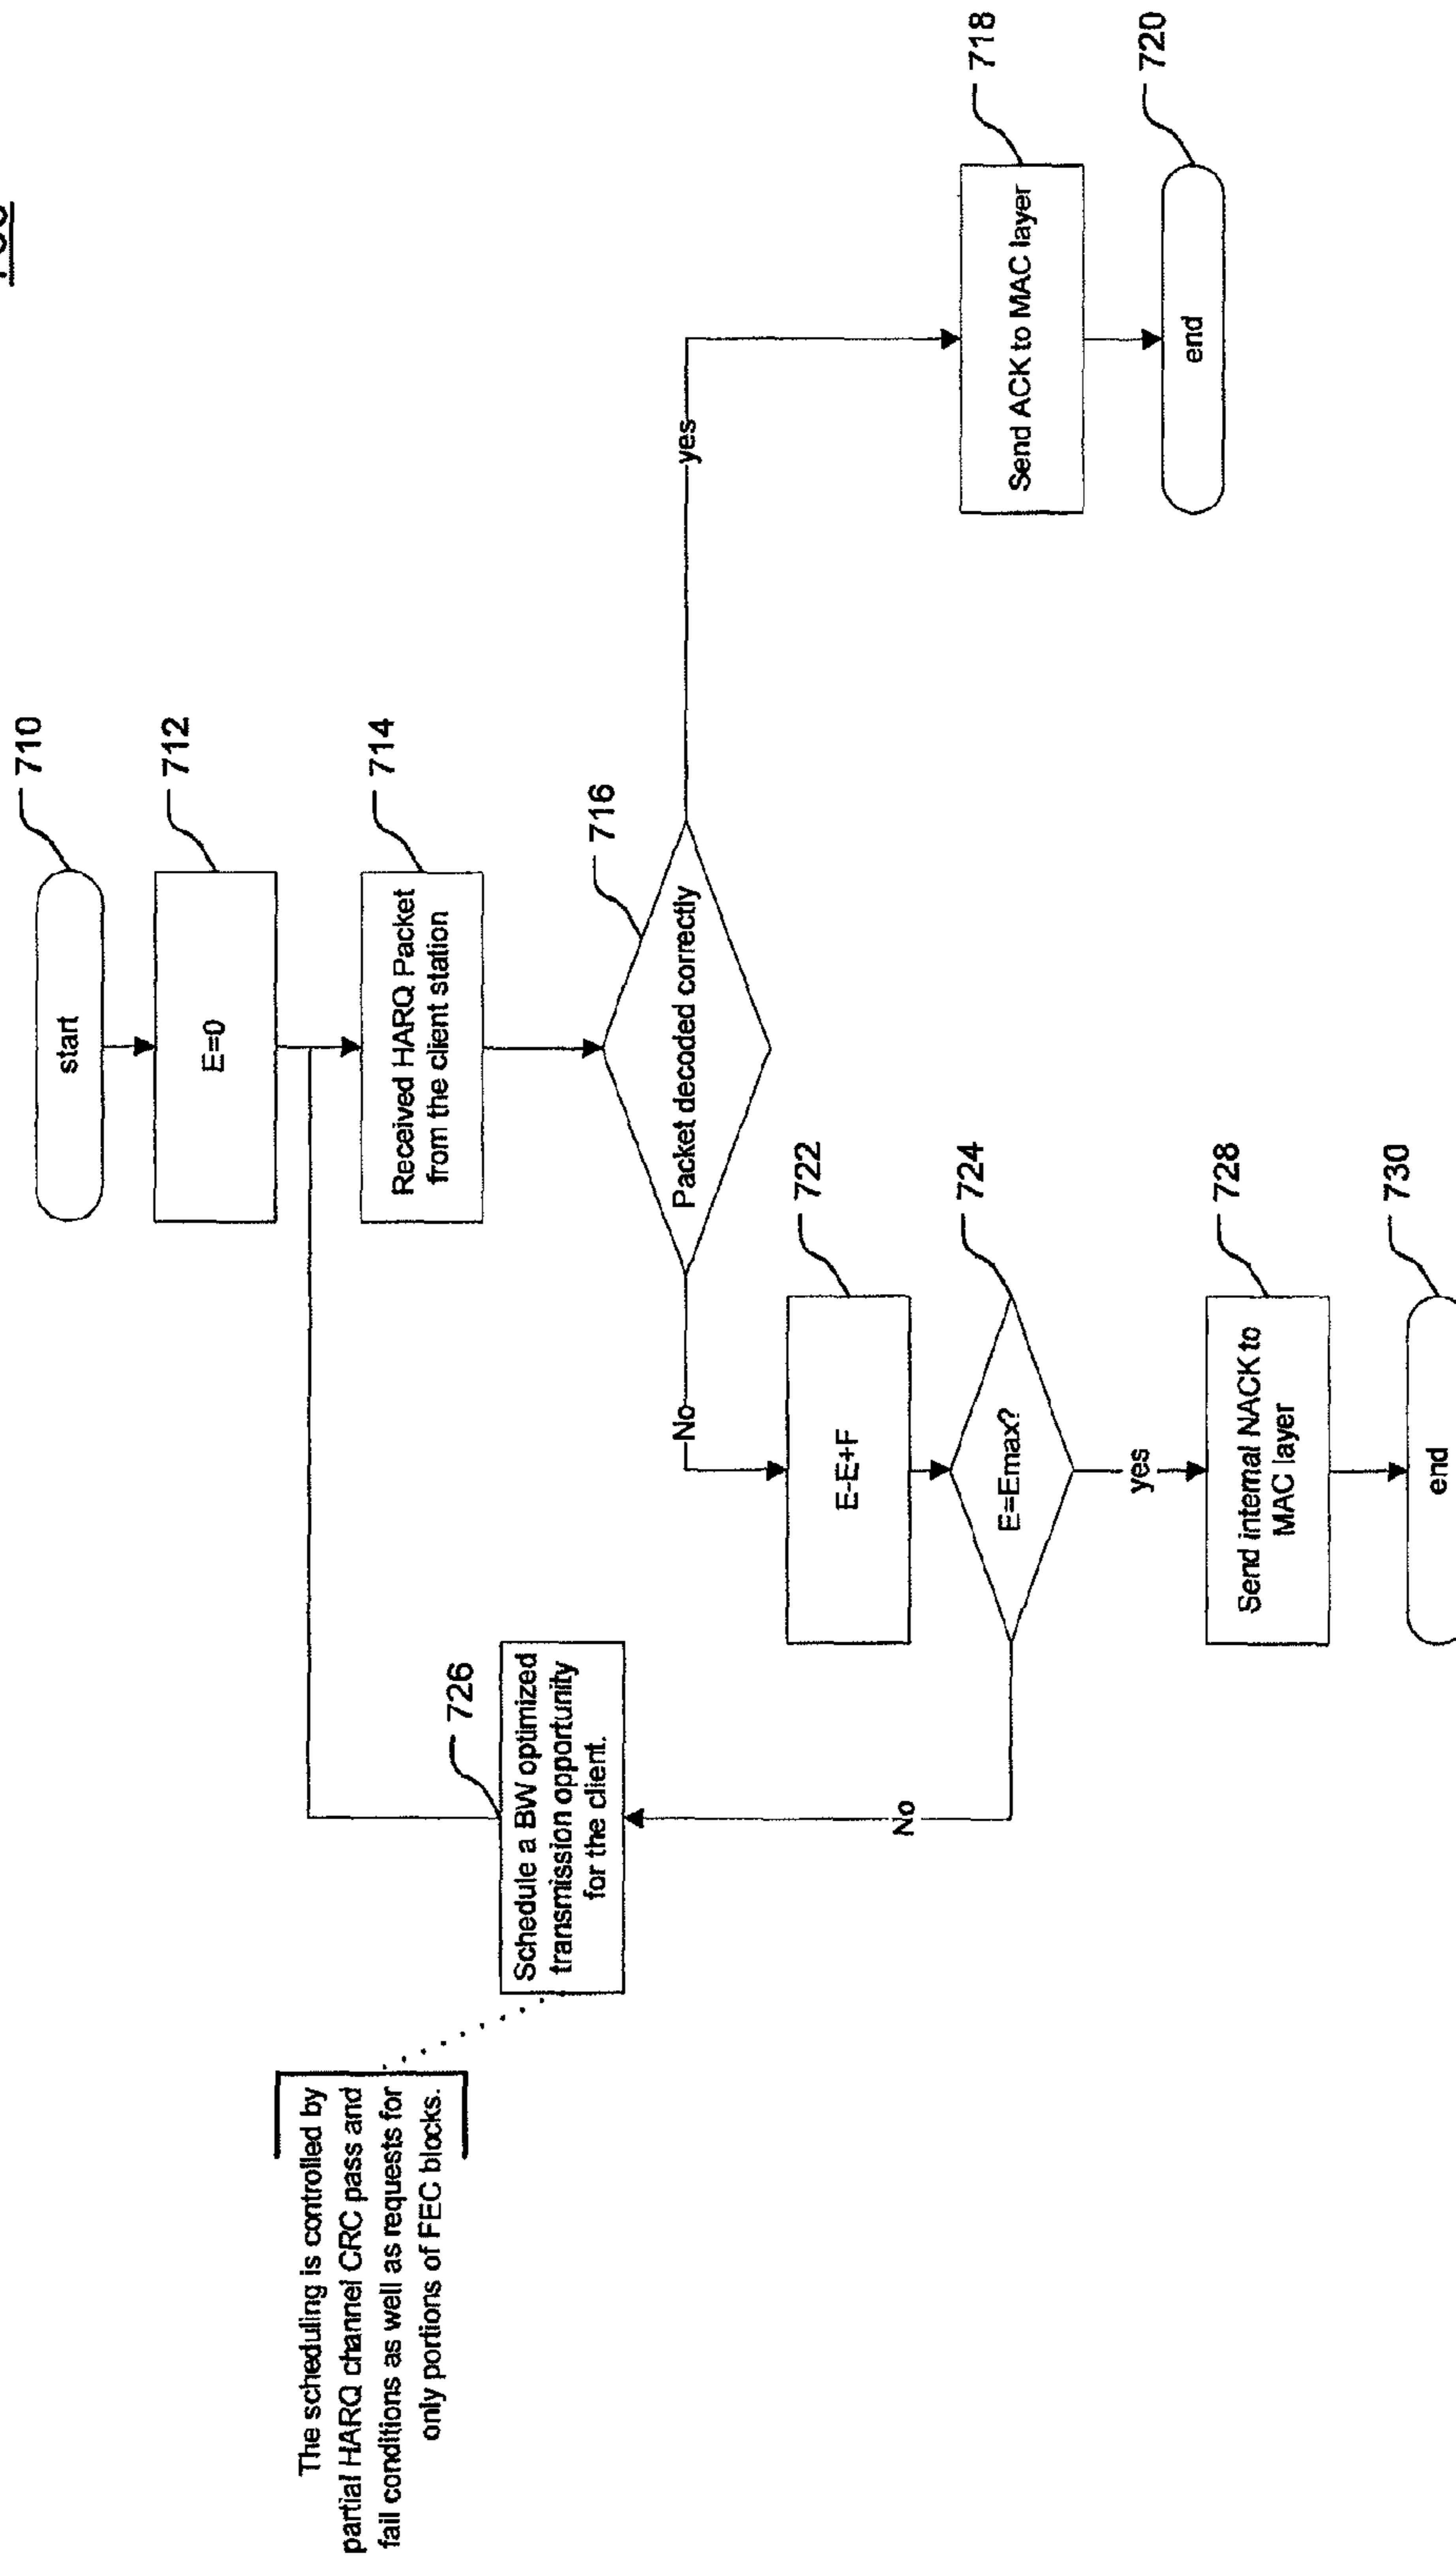 start
710
E=0
712
Received HARQ Packet
from the client station
714
Packet decoded correctly
716
yes
Send ACK to MAC layer
718
end
720
No
E-E+F
722
E=Emax?
724
No
Schedule a BW optimized
transmission opportunity
for the client.
726
The scheduling is controlled by
partial HARQ channel CRC pass and
fail conditions as well as requests for
only portions of FEC blocks.
yes
Send internal NACK to
MAC layer
728
end
730